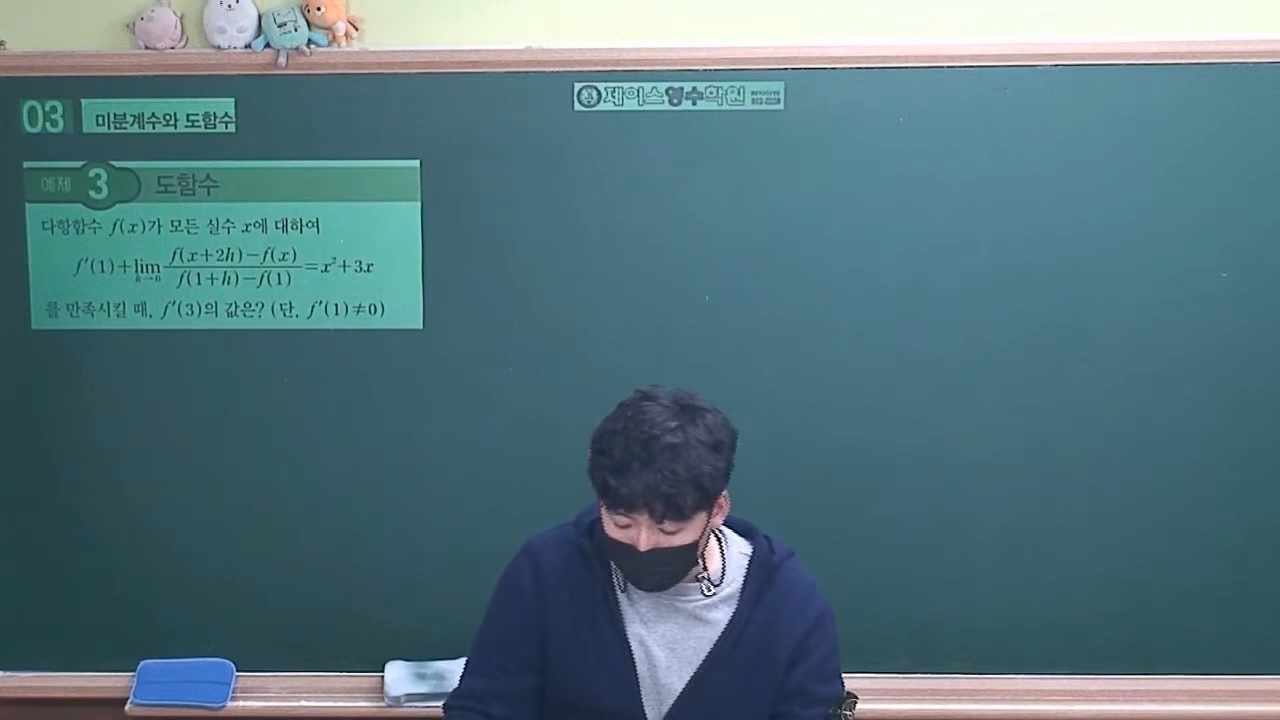 제이스영수학원
03 미분계수와 도함수
예제 3 도함수
다항함수 f(x)가 모든 실수 x에 대하여
f′(1)+lim h→0 f(x+2h)−f(x) / f(1+h)−f(1) =x²+3x
를 만족시킬 때, f′(3)의 값은? (단, f′(1)≠0)